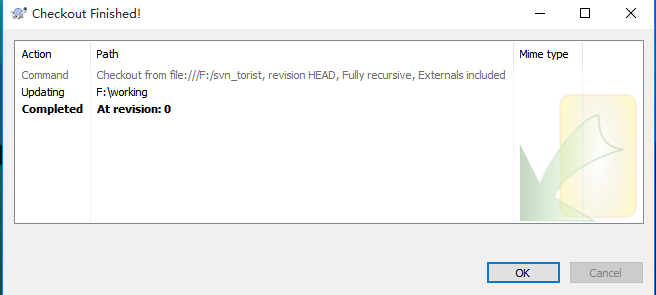 Checkout Finished!
Action Path Mime type
Command Checkout from file:///F:/svn_torist, revision HEAD, Fully recursive, Externals included
Updating F:\working
Completed At revision: 0
OK Cancel